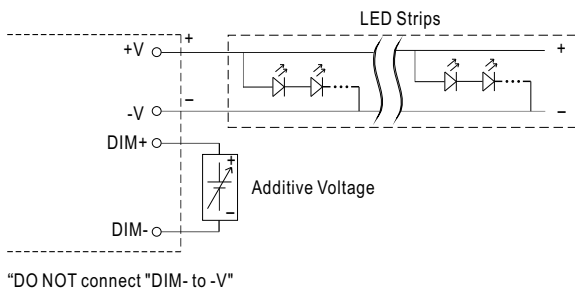 LED Strips
+V + +
-V − −
DIM+
+
Additive Voltage
−
DIM-
“DO NOT connect "DIM- to -V"